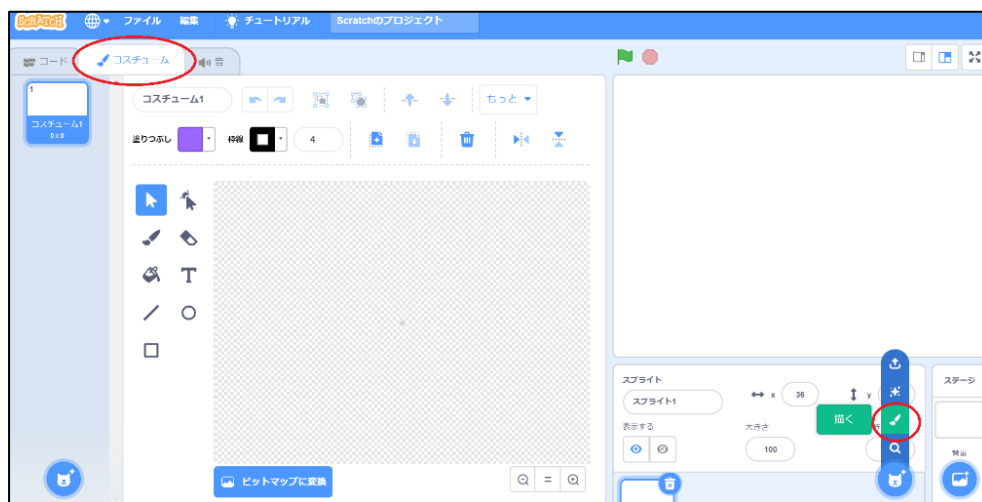 SCRATCH ファイル 編集 チュートリアル Scratchのプロジェクト
コード コスチューム 音
1
コスチューム1
0 x 0
コスチューム1 もっと
塗りつぶし 枠線 4
T
ビットマップに変換
スプライト
スプライト1 x 36 y
表示する 大きさ
100
描く
ステージ
背景